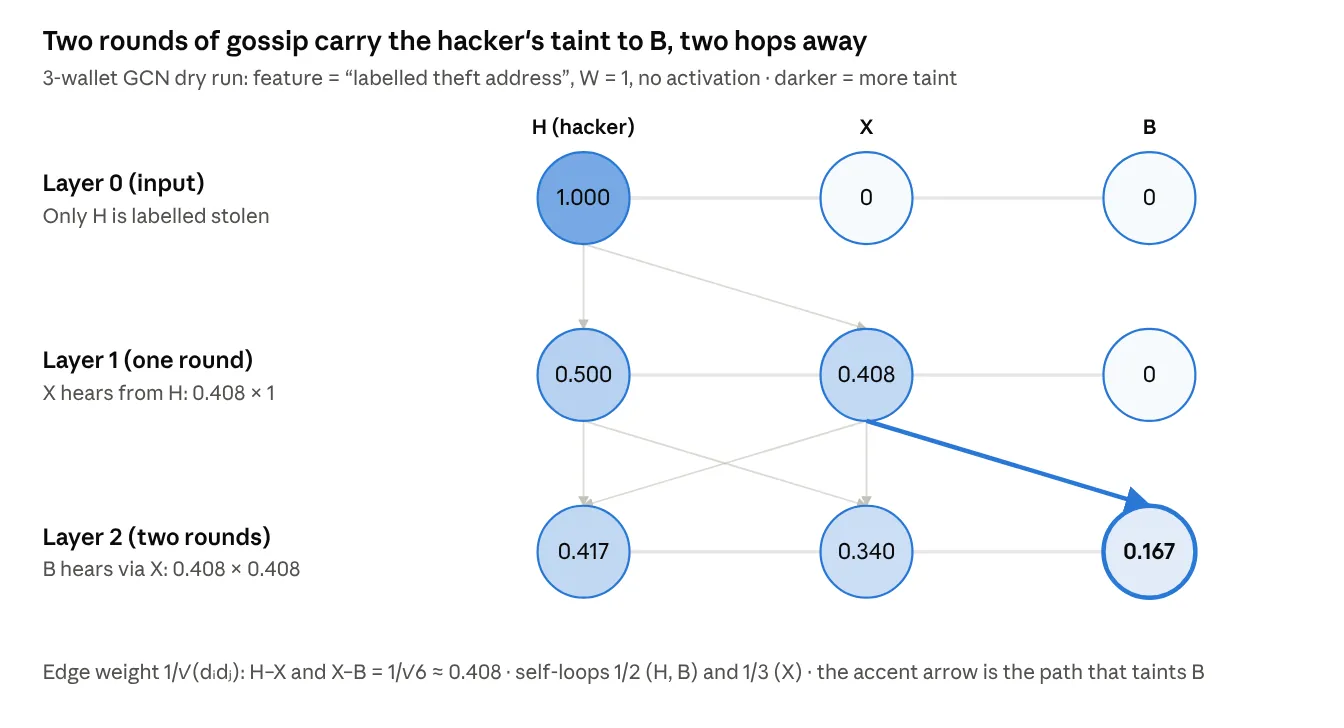 Two rounds of gossip carry the hacker's taint to B, two hops away
3-wallet GCN dry run: feature = “labelled theft address”, W = 1, no activation · darker = more taint
H (hacker)
X
B
Layer 0 (input)
Only H is labelled stolen
1.000
0
0
Layer 1 (one round)
X hears from H: 0.408 × 1
0.500
0.408
0
Layer 2 (two rounds)
B hears via X: 0.408 × 0.408
0.417
0.340
0.167
Edge weight 1/√(dᵢdⱼ): H–X and X–B = 1/√6 ≈ 0.408 · self-loops 1/2 (H, B) and 1/3 (X) · the accent arrow is the path that taints B